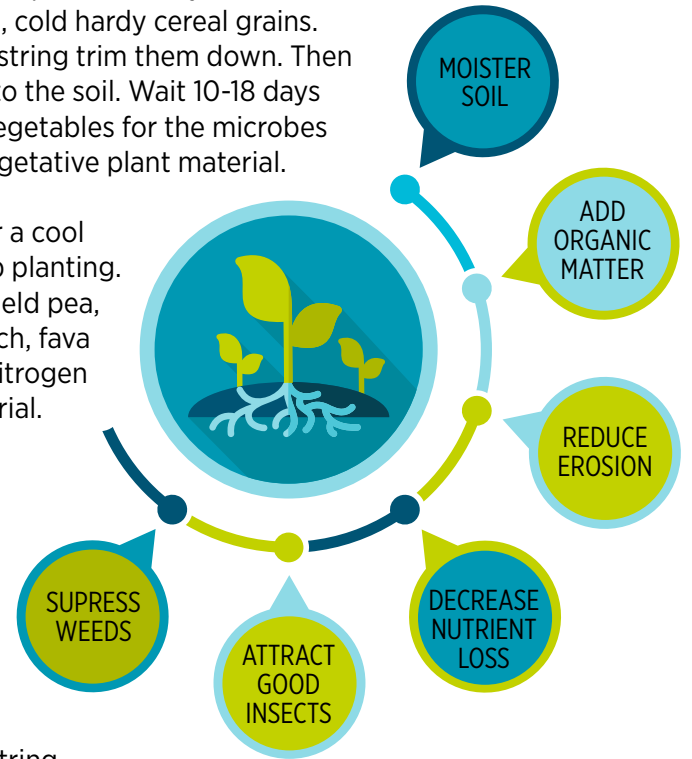 , cold hardy cereal grains.
string trim them down. Then
to the soil. Wait 10-18 days
egetables for the microbes
getative plant material.
r a cool
planting.
eld pea,
ch, fava
itrogen
rial.
MOISTER
SOIL
ADD
ORGANIC
MATTER
REDUCE
EROSION
DECREASE
NUTRIENT
LOSS
ATTRACT
GOOD
INSECTS
SUPRESS
WEEDS